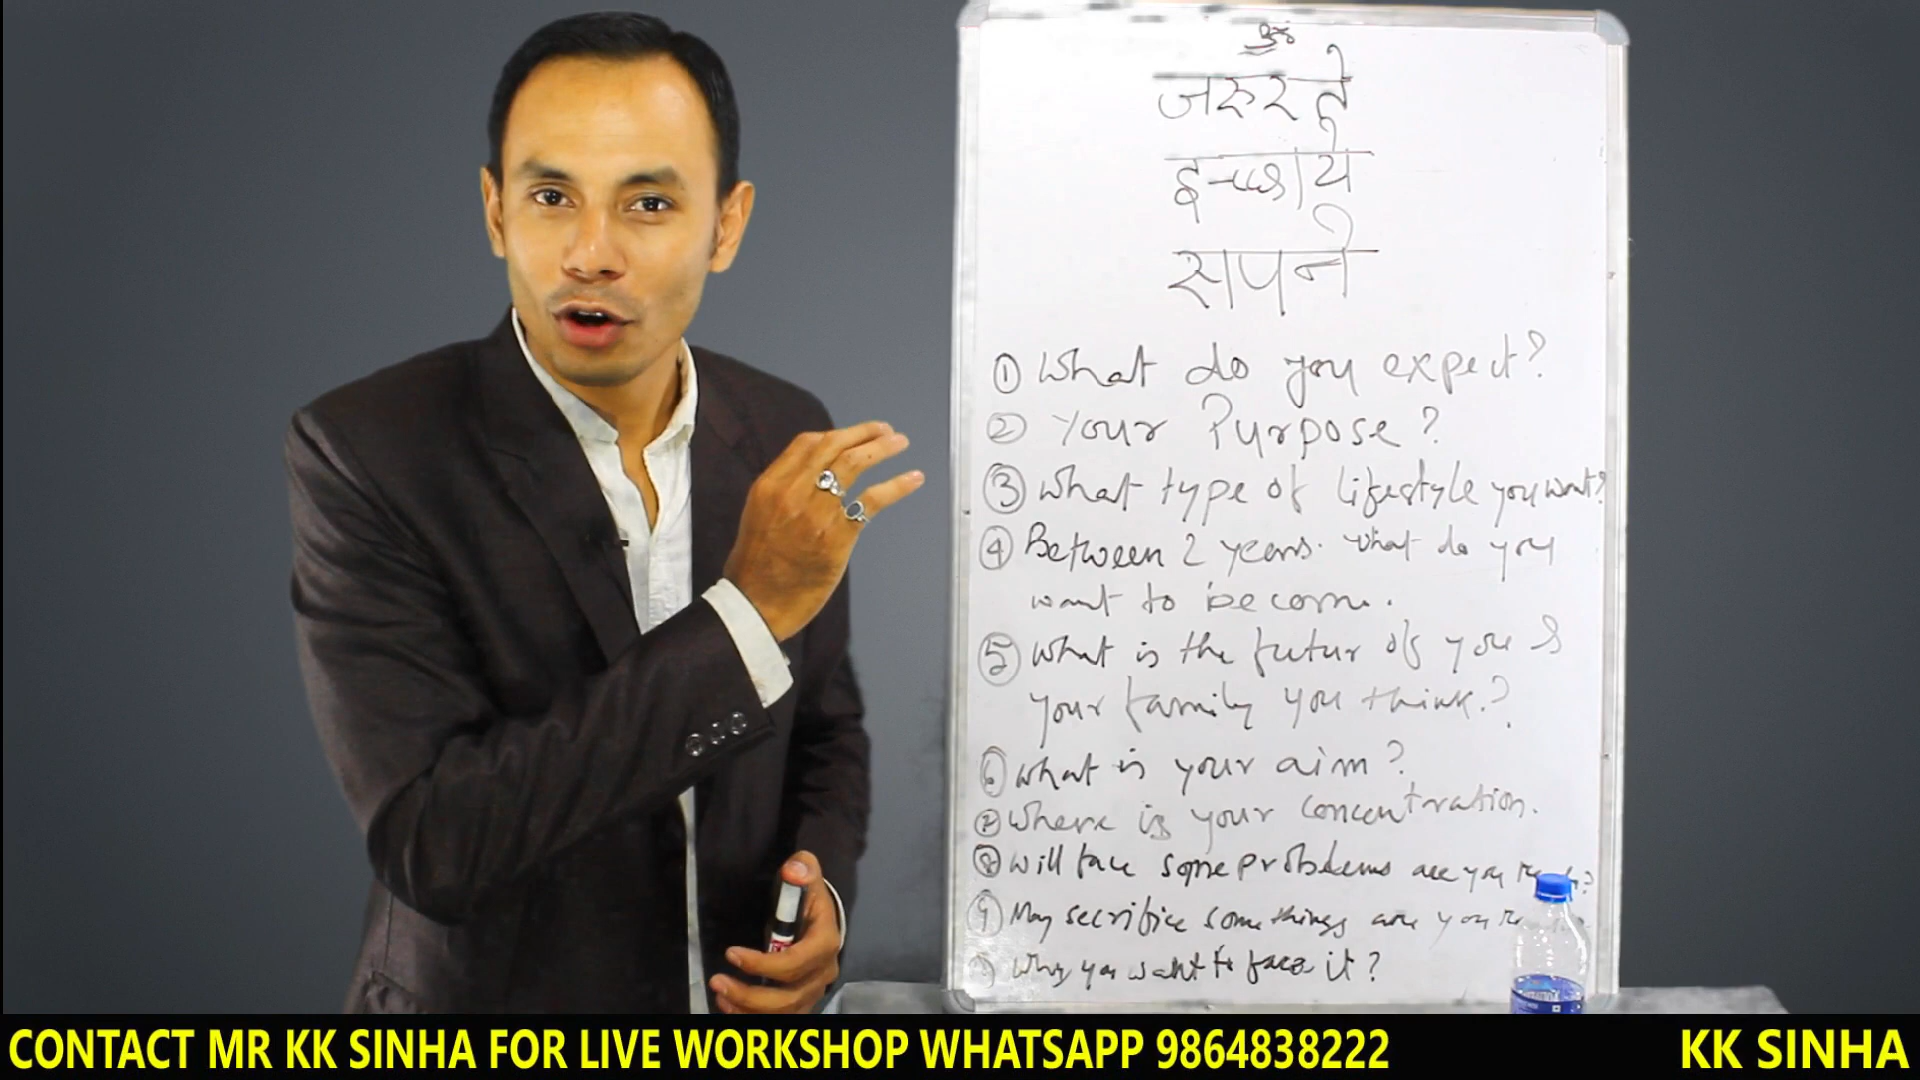 ॐ
जरुरते
इच्छाये
सपने
① What do you expect?
② Your Purpose?
③ What type of lifestyle you want?
④ Between 2 years. What do you
want to become.
⑤ What is the futur of you &
your family you think.?
⑥ What is your aim?
⑦ Where is your concentration.
⑧ Will face some problems are you
⑨ May secrifice some things are you
Why you want to face it?
CONTACT MR KK SINHA FOR LIVE WORKSHOP WHATSAPP 9864838222
KK SINHA